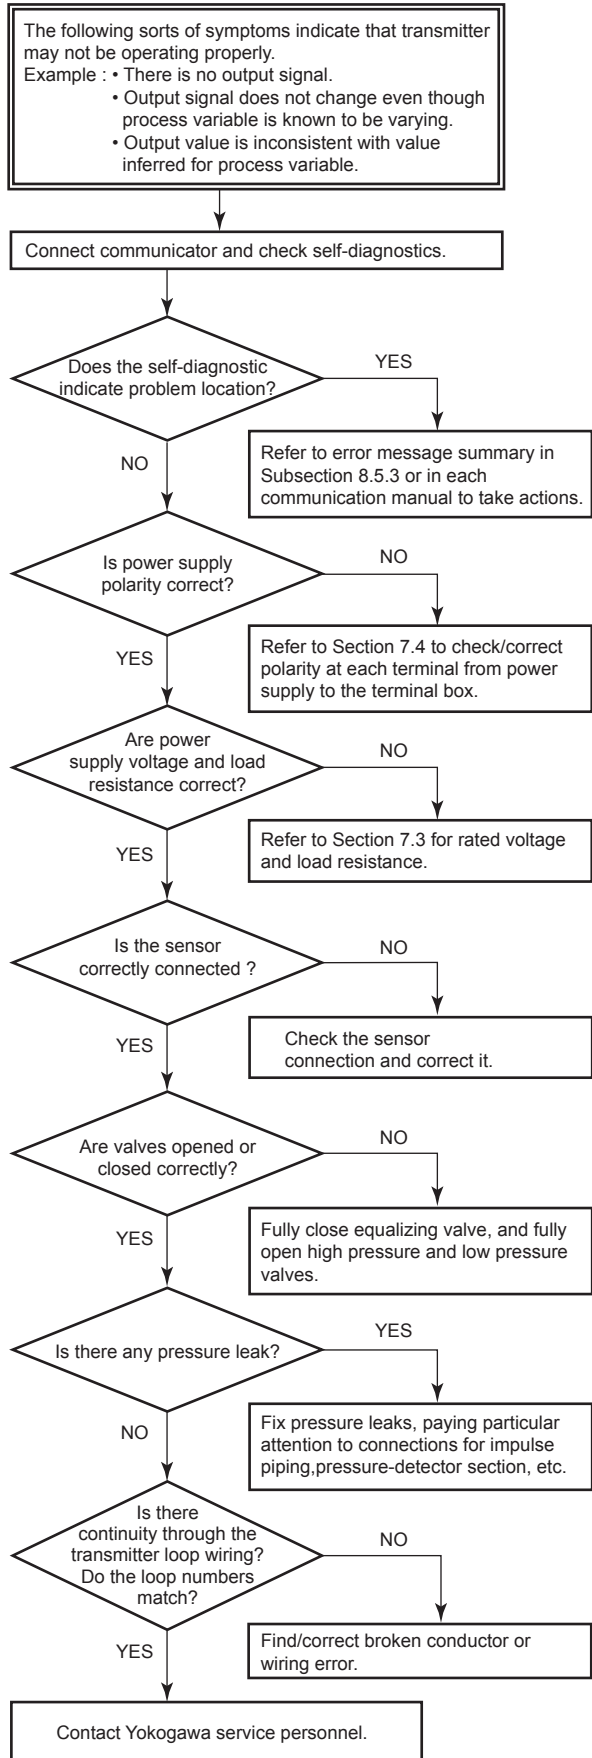 The following sorts of symptoms indicate that transmitter
may not be operating properly.
Example : • There is no output signal.
• Output signal does not change even though
process variable is known to be varying.
• Output value is inconsistent with value
inferred for process variable.
Connect communicator and check self-diagnostics.
Does the self-diagnostic
indicate problem location?
YES
Refer to error message summary in
Subsection 8.5.3 or in each
communication manual to take actions.
NO
Is power supply
polarity correct?
NO
Refer to Section 7.4 to check/correct
polarity at each terminal from power
supply to the terminal box.
YES
Are power
supply voltage and load
resistance correct?
NO
Refer to Section 7.3 for rated voltage
and load resistance.
YES
Is the sensor
correctly connected ?
NO
Check the sensor
connection and correct it.
YES
Are valves opened or
closed correctly?
NO
Fully close equalizing valve, and fully
open high pressure and low pressure
valves.
YES
Is there any pressure leak?
YES
Fix pressure leaks, paying particular
attention to connections for impulse
piping,pressure-detector section, etc.
NO
Is there
continuity through the
transmitter loop wiring?
Do the loop numbers
match?
NO
Find/correct broken conductor or
wiring error.
YES
Contact Yokogawa service personnel.